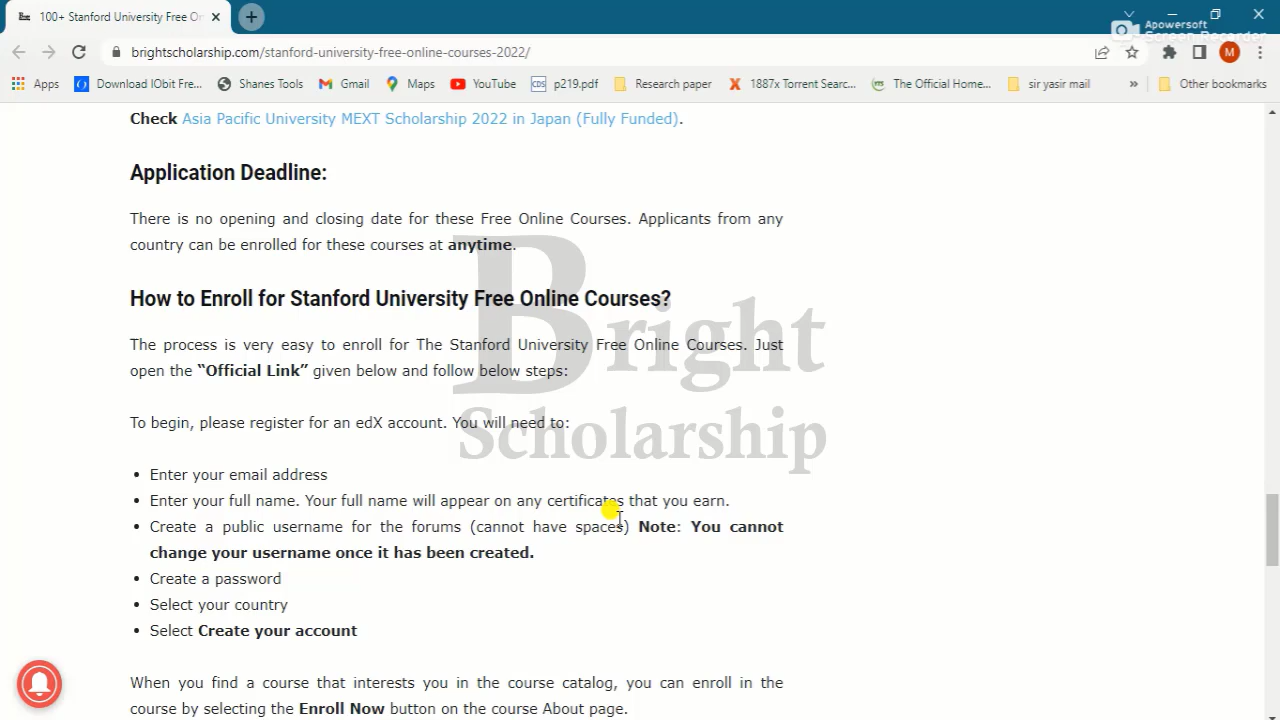 100+ Stanford University Free On
Apowersoft
Screen Recorder
brightscholarship.com/stanford-university-free-online-courses-2022/
M
Apps Download IObit Fre... Shanes Tools Gmail Maps YouTube CDS p219.pdf Research paper 1887x Torrent Searc... The Official Home... sir yasir mail » Other bookmarks
Check Asia Pacific University MEXT Scholarship 2022 in Japan (Fully Funded).
Application Deadline:
There is no opening and closing date for these Free Online Courses. Applicants from any
country can be enrolled for these courses at anytime.
How to Enroll for Stanford University Free Online Courses?
The process is very easy to enroll for The Stanford University Free Online Courses. Just
open the “Official Link” given below and follow below steps:
To begin, please register for an edX account. You will need to:
• Enter your email address
• Enter your full name. Your full name will appear on any certificates that you earn.
• Create a public username for the forums (cannot have spaces) Note: You cannot
change your username once it has been created.
• Create a password
• Select your country
• Select Create your account
When you find a course that interests you in the course catalog, you can enroll in the
course by selecting the Enroll Now button on the course About page.
Bright
Scholarship